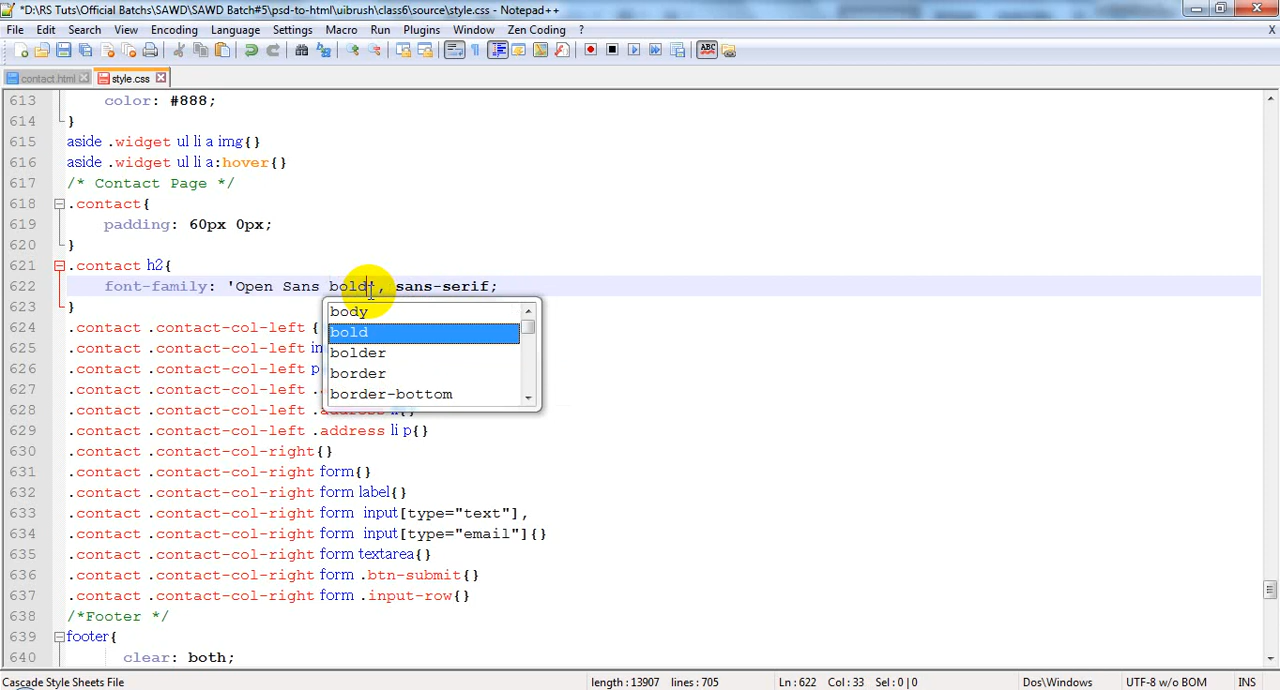 *D:\RS Tuts\Official Batchs\SAWD\SAWD Batch#5\psd-to-html\uibrush\class6\source\style.css - Notepad++
File Edit Search View Encoding Language Settings Macro Run Plugins Window Zen Coding ? X
contact.html style.css
613 color: #888;
614 }
615 aside .widget ul li a img{}
616 aside .widget ul li a:hover{}
617 /* Contact Page */
618 .contact{
619 padding: 60px 0px;
620 }
621 .contact h2{
622 font-family: 'Open Sans bold', sans-serif;
623 }
body
624 .contact .contact-col-left {
bold
625 .contact .contact-col-left in
bolder
626 .contact .contact-col-left p
border
627 .contact .contact-col-left .
border-bottom
628 .contact .contact-col-left
629 .contact .contact-col-left .address li p{}
630 .contact .contact-col-right{}
631 .contact .contact-col-right form{}
632 .contact .contact-col-right form label{}
633 .contact .contact-col-right form input[type="text"],
634 .contact .contact-col-right form input[type="email"]{}
635 .contact .contact-col-right form textarea{}
636 .contact .contact-col-right form .btn-submit{}
637 .contact .contact-col-right form .input-row{}
638 /*Footer */
639 footer{
640 clear: both;
Cascade Style Sheets File length : 13907 lines : 705 Ln : 622 Col : 33 Sel : 0 | 0 Dos\Windows UTF-8 w/o BOM INS